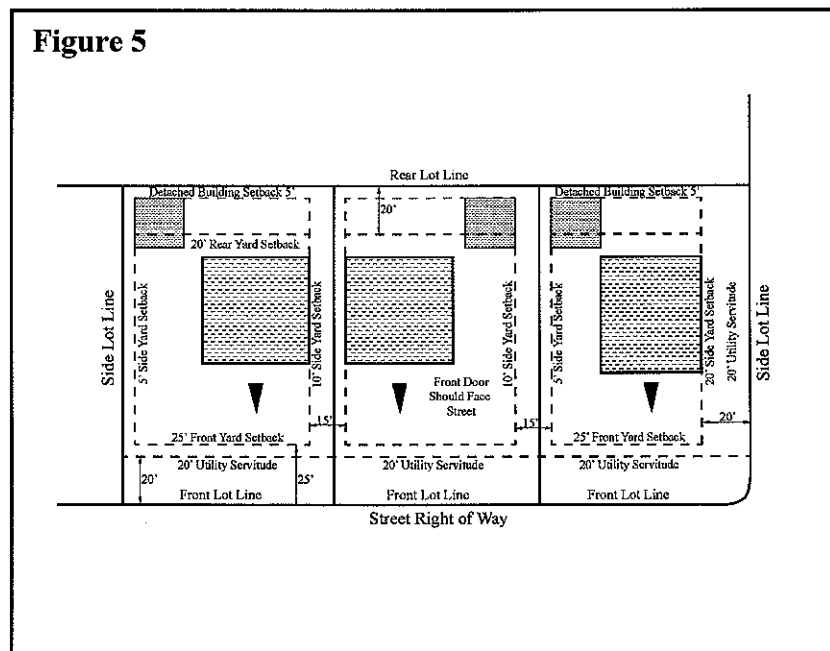 Figure 5
Rear Lot Line
Detached Building Setback 5'
Detached Building Setback 5'
20'
20' Rear Yard Setback
Side Lot Line
5' Side Yard Setback
10' Side Yard Setback
10' Side Yard Setback
5' Side Yard Setback
20' Side Yard Setback
20' Utility Servitude
Side Lot Line
Front Door
Should Face
Street
15'
15'
20'
25' Front Yard Setback
25' Front Yard Setback
20' Utility Servitude
20' Utility Servitude
20' Utility Servitude
20'
25'
Front Lot Line
Front Lot Line
Front Lot Line
Street Right of Way